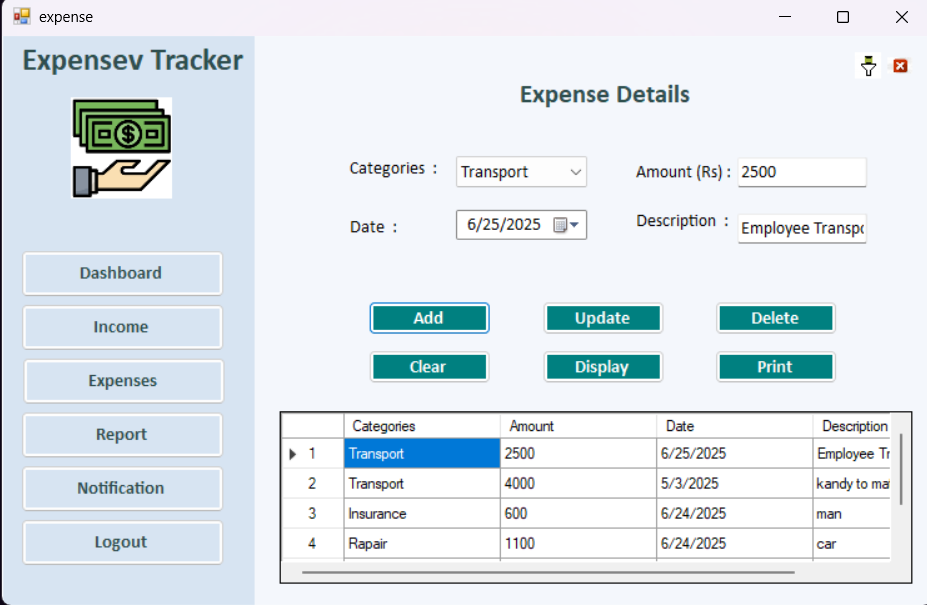 expense
Expensev Tracker
$
Dashboard
Income
Expenses
Report
Notification
Logout
Expense Details
Categories : Transport Amount (Rs) : 2500
Date : 6/25/2025 Description : Employee Transpo
Add Update Delete
Clear Display Print
Categories Amount Date Description
1 Transport 2500 6/25/2025 Employee Tr
2 Transport 4000 5/3/2025 kandy to ma
3 Insurance 600 6/24/2025 man
4 Rapair 1100 6/24/2025 car